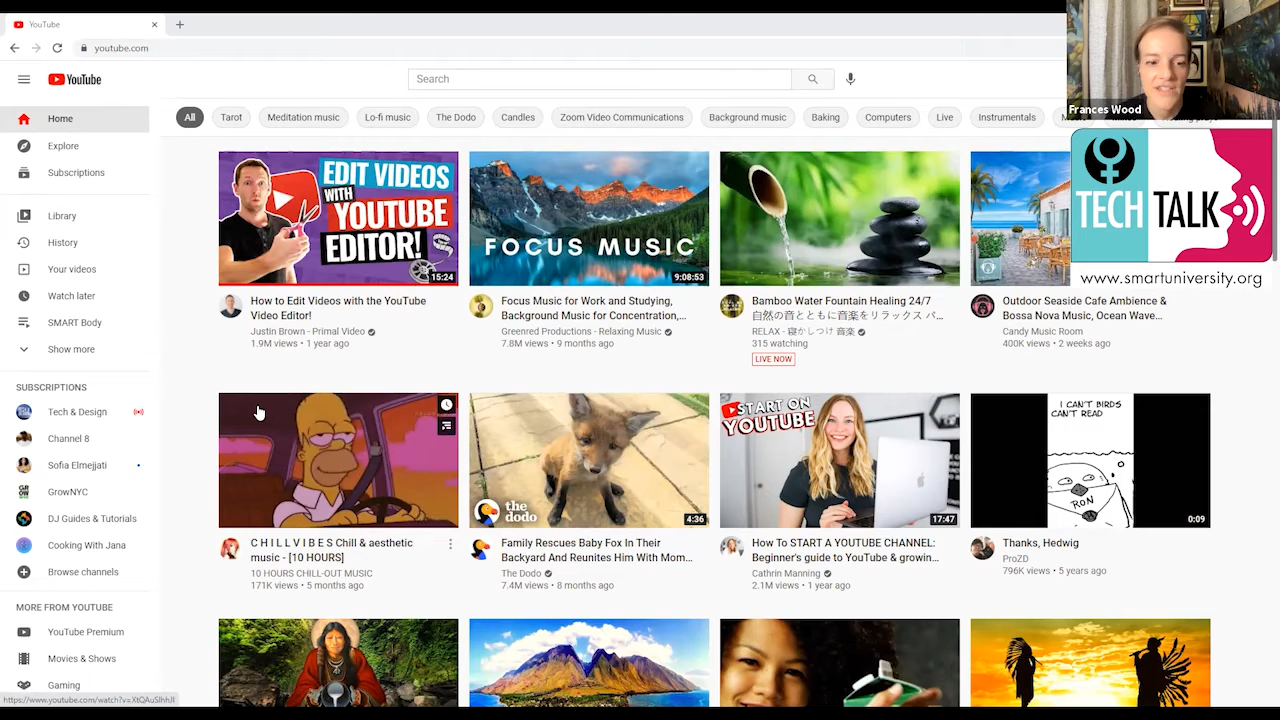 YouTube
youtube.com
YouTube
Search
Frances Wood
Home
Explore
Subscriptions
Library
History
Your videos
Watch later
SMART Body
Show more
SUBSCRIPTIONS
Tech & Design
Channel 8
Sofia Elmejjati
GrowNYC
DJ Guides & Tutorials
Cooking With Jana
Browse channels
MORE FROM YOUTUBE
YouTube Premium
Movies & Shows
Gaming
All
Tarot
Meditation music
Lo-fi music
The Dodo
Candles
Zoom Video Communications
Background music
Baking
Computers
Live
Instrumentals
TECH TALK
www.smartuniversity.org
EDIT VIDEOS
WITH
YOUTUBE
EDITOR!
15:24
How to Edit Videos with the YouTube
Video Editor!
Justin Brown - Primal Video
1.9M views • 1 year ago
FOCUS MUSIC
9:08:53
Focus Music for Work and Studying,
Background Music for Concentration,...
Greenred Productions - Relaxing Music
7.8M views • 9 months ago
Bamboo Water Fountain Healing 24/7
自然の音とともに音楽をリラックス バ...
RELAX - 寝かしつけ 音楽
315 watching
LIVE NOW
Outdoor Seaside Cafe Ambience &
Bossa Nova Music, Ocean Wave...
Candy Music Room
400K views • 2 weeks ago
C H I L L V I B E S Chill & aesthetic
music - [10 HOURS]
10 HOURS CHILL-OUT MUSIC
171K views • 5 months ago
the
dodo
4:36
Family Rescues Baby Fox In Their
Backyard And Reunites Him With Mom...
The Dodo
7.4M views • 8 months ago
START ON
YOUTUBE
17:47
How To START A YOUTUBE CHANNEL:
Beginner's guide to YouTube & growin...
Cathrin Manning
2.1M views • 1 year ago
I CAN'T BIRDS
CAN'T READ
RON
0:09
Thanks, Hedwig
ProZD
796K views • 5 years ago